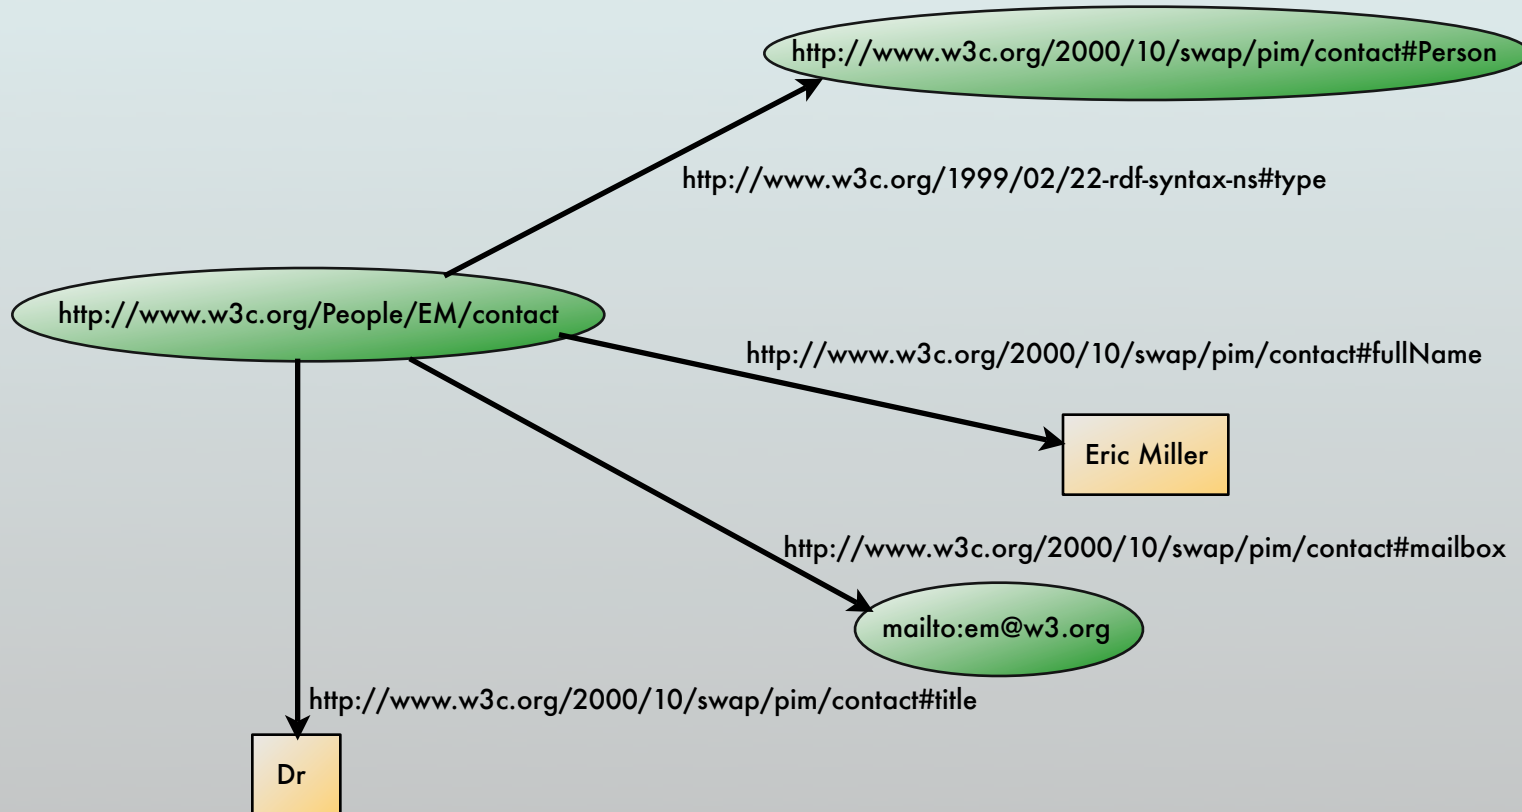 http://www.w3c.org/2000/10/swap/pim/contact#Person
http://www.w3c.org/1999/02/22-rdf-syntax-ns#type
http://www.w3c.org/People/EM/contact
http://www.w3c.org/2000/10/swap/pim/contact#fullName
Eric Miller
http://www.w3c.org/2000/10/swap/pim/contact#mailbox
mailto:em@w3.org
http://www.w3c.org/2000/10/swap/pim/contact#title
Dr